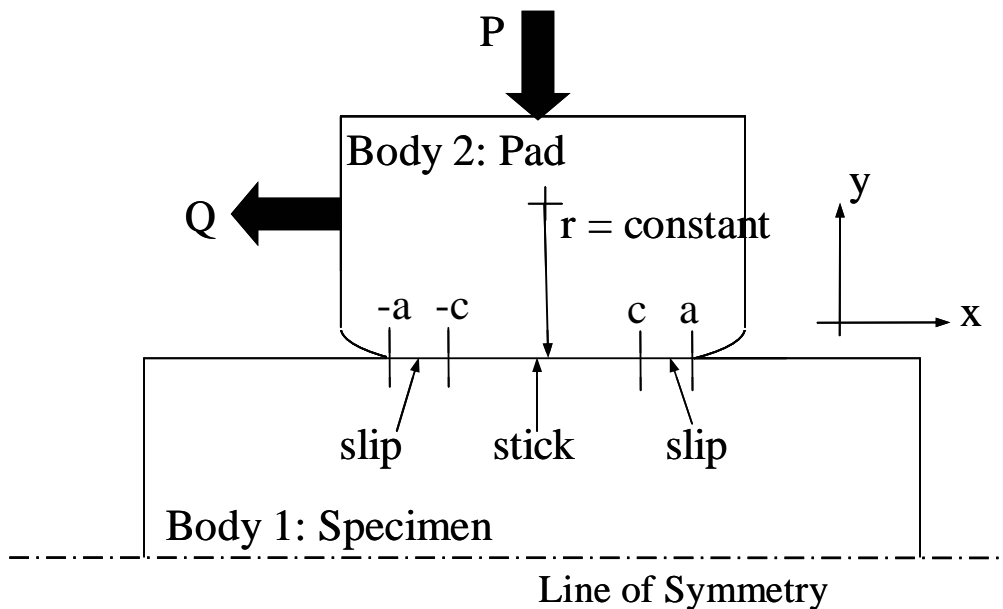 P
Body 2: Pad
y
Q
r = constant
-a -c
c a
x
slip
stick
slip
Body 1: Specimen
Line of Symmetry